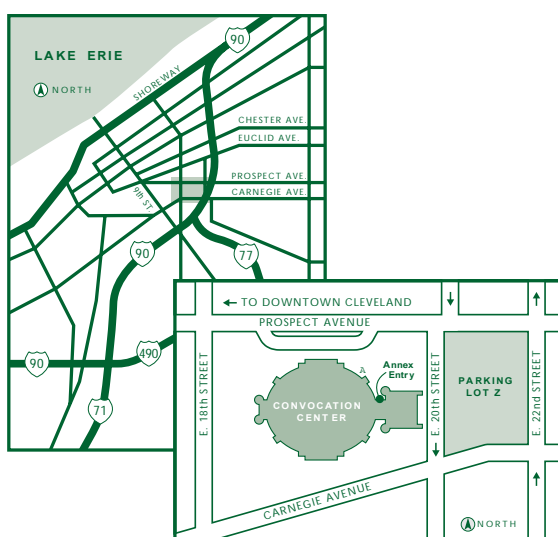 90
LAKE ERIE
NORTH
SHOREWAY
CHESTER AVE.
EUCLID AVE.
PROSPECT AVE.
CARNEGIE AVE.
9th ST.
90
77
90
490
71
TO DOWNTOWN CLEVELAND
PROSPECT AVENUE
E. 18th STREET
A
Annex
Entry
CONVOCATION
CENTER
E. 20th STREET
PARKING
LOT Z
E. 22nd STREET
CARNEGIE AVENUE
NORTH